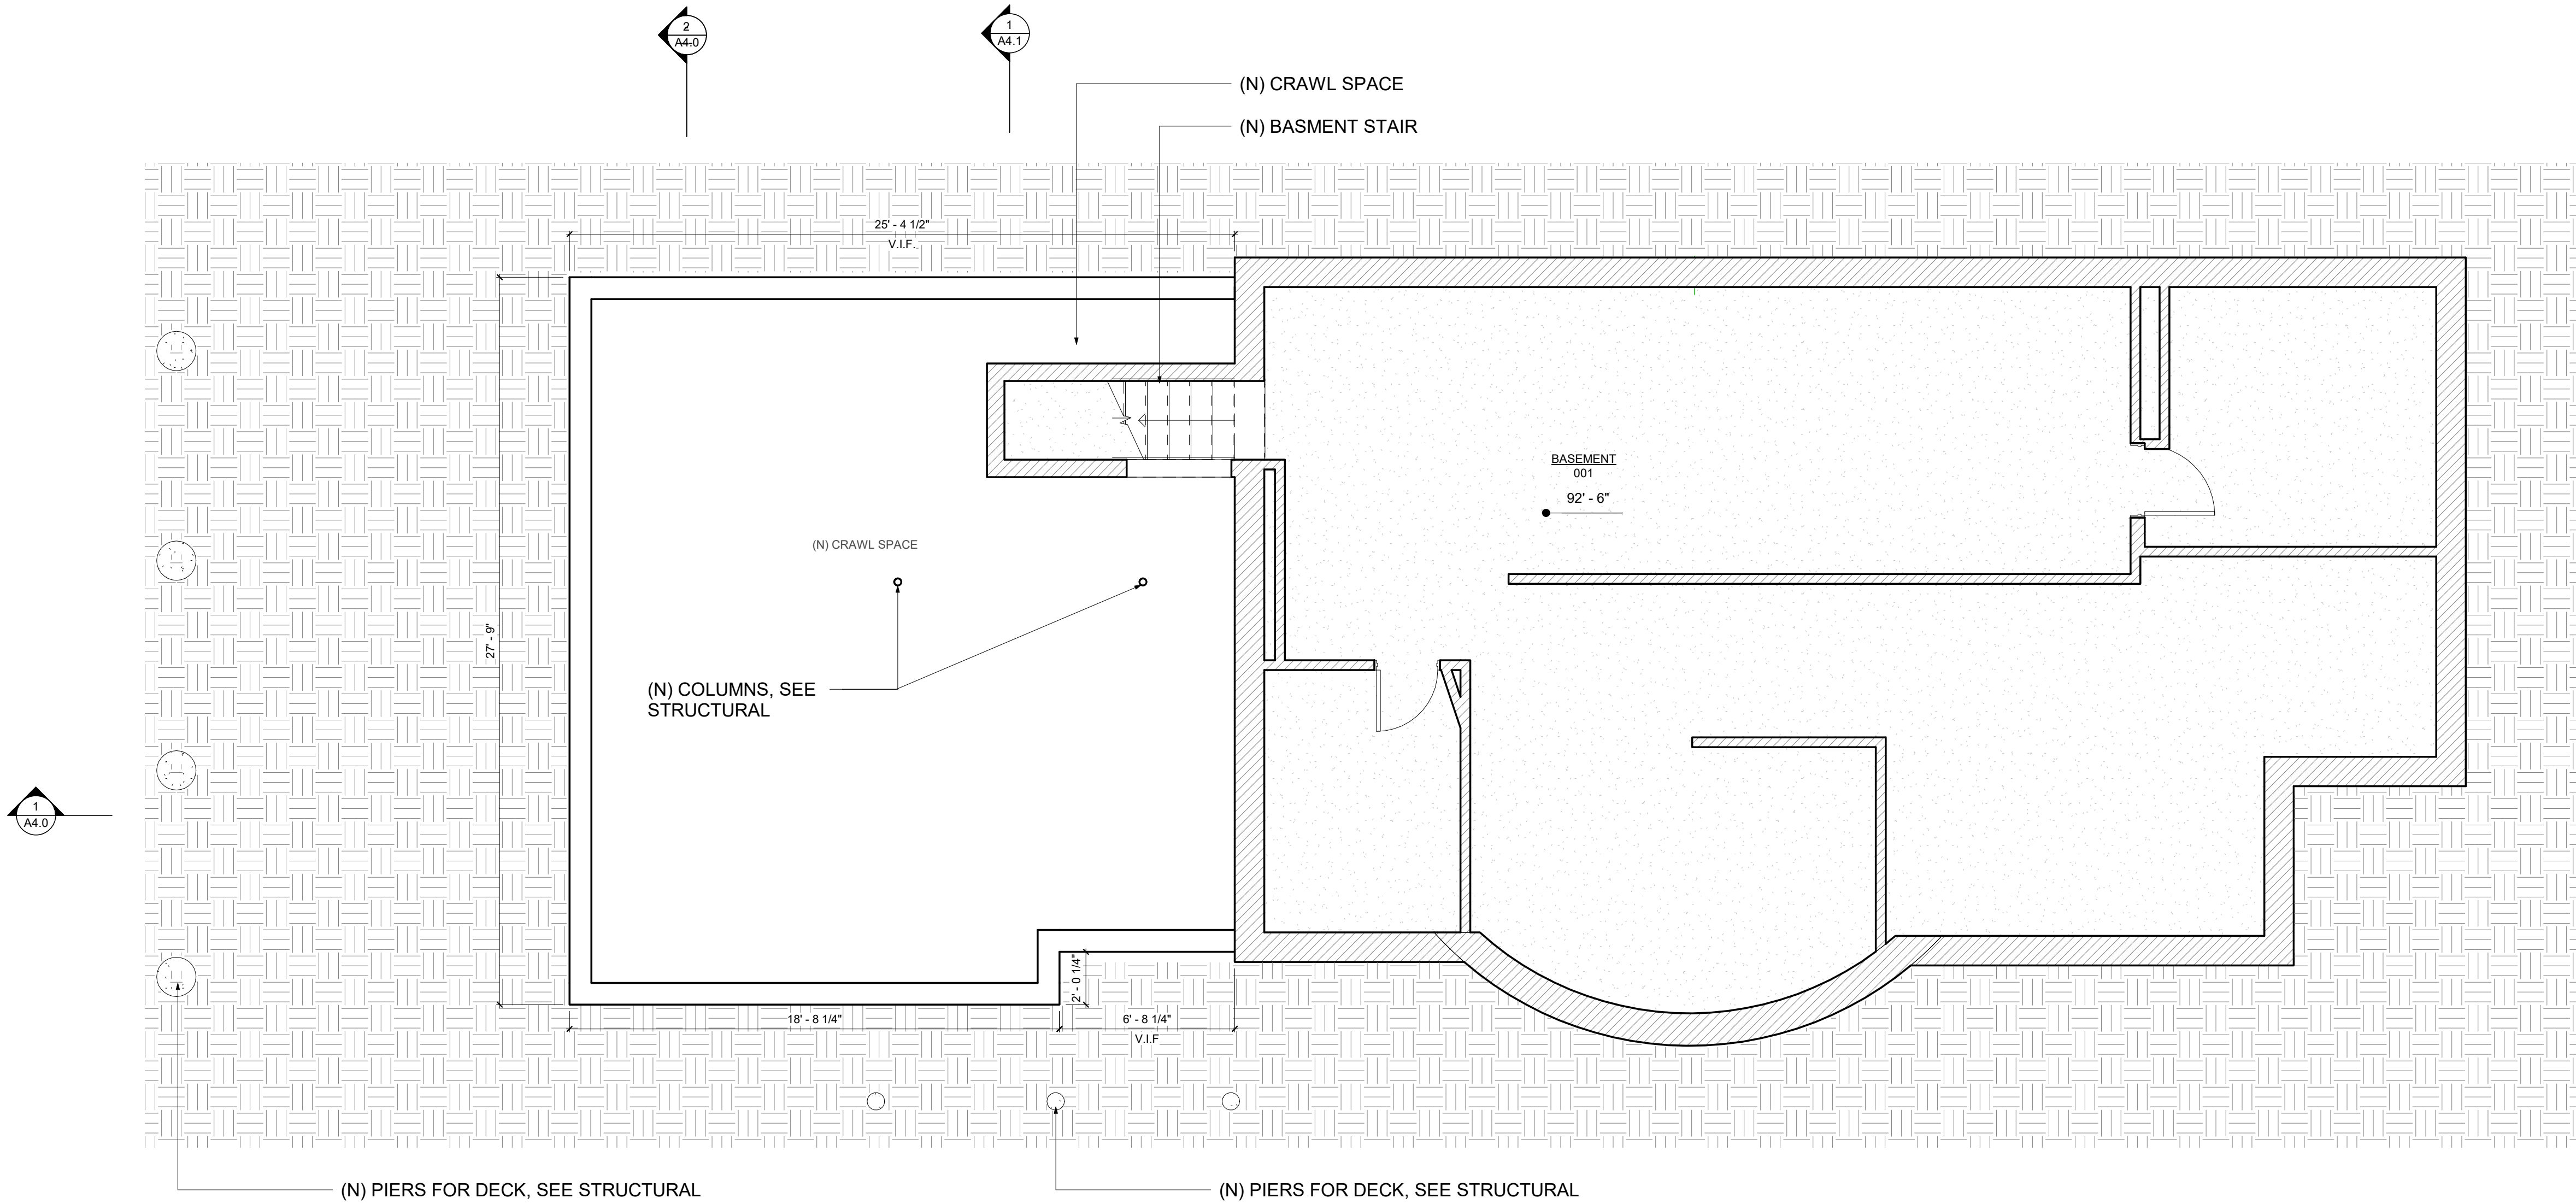 2
A4.0
1
A4.1
(N) CRAWL SPACE
(N) BASMENT STAIR
25' - 4 1/2"
V.I.F.
BASEMENT
001
92' - 6"
(N) CRAWL SPACE
27' - 9"
(N) COLUMNS, SEE
STRUCTURAL
1
A4.0
2' - 0 1/4"
18' - 8 1/4"
6' - 8 1/4"
V.I.F
(N) PIERS FOR DECK, SEE STRUCTURAL
(N) PIERS FOR DECK, SEE STRUCTURAL